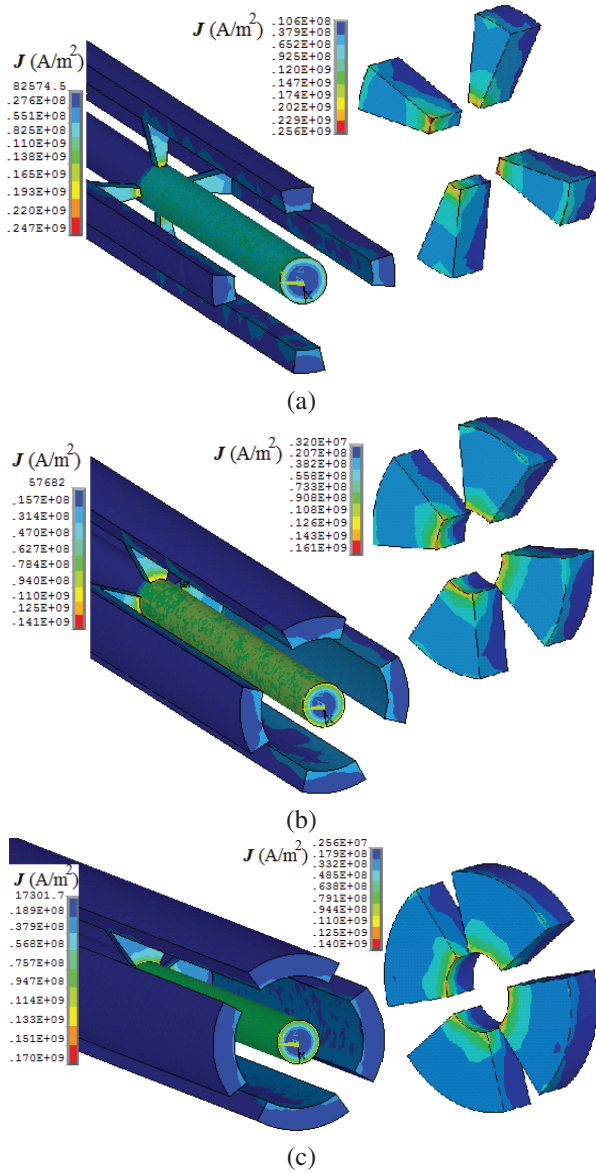 J (A/m²)
82574.5
.276E+08
.551E+08
.825E+08
.110E+09
.138E+09
.165E+09
.193E+09
.220E+09
.247E+09
J (A/m²)
.106E+08
.379E+08
.652E+08
.925E+08
.120E+09
.147E+09
.174E+09
.202E+09
.229E+09
.256E+09
(a)
J (A/m²)
57682
.157E+08
.314E+08
.470E+08
.627E+08
.784E+08
.940E+08
.110E+09
.125E+09
.141E+09
J (A/m²)
.320E+07
.207E+08
.382E+08
.558E+08
.733E+08
.908E+08
.108E+09
.126E+09
.143E+09
.161E+09
(b)
J (A/m²)
17301.7
.189E+08
.379E+08
.568E+08
.757E+08
.947E+08
.114E+09
.133E+09
.151E+09
.170E+09
J (A/m²)
.256E+07
.179E+08
.332E+08
.485E+08
.638E+08
.791E+08
.944E+08
.110E+09
.125E+09
.140E+09
(c)